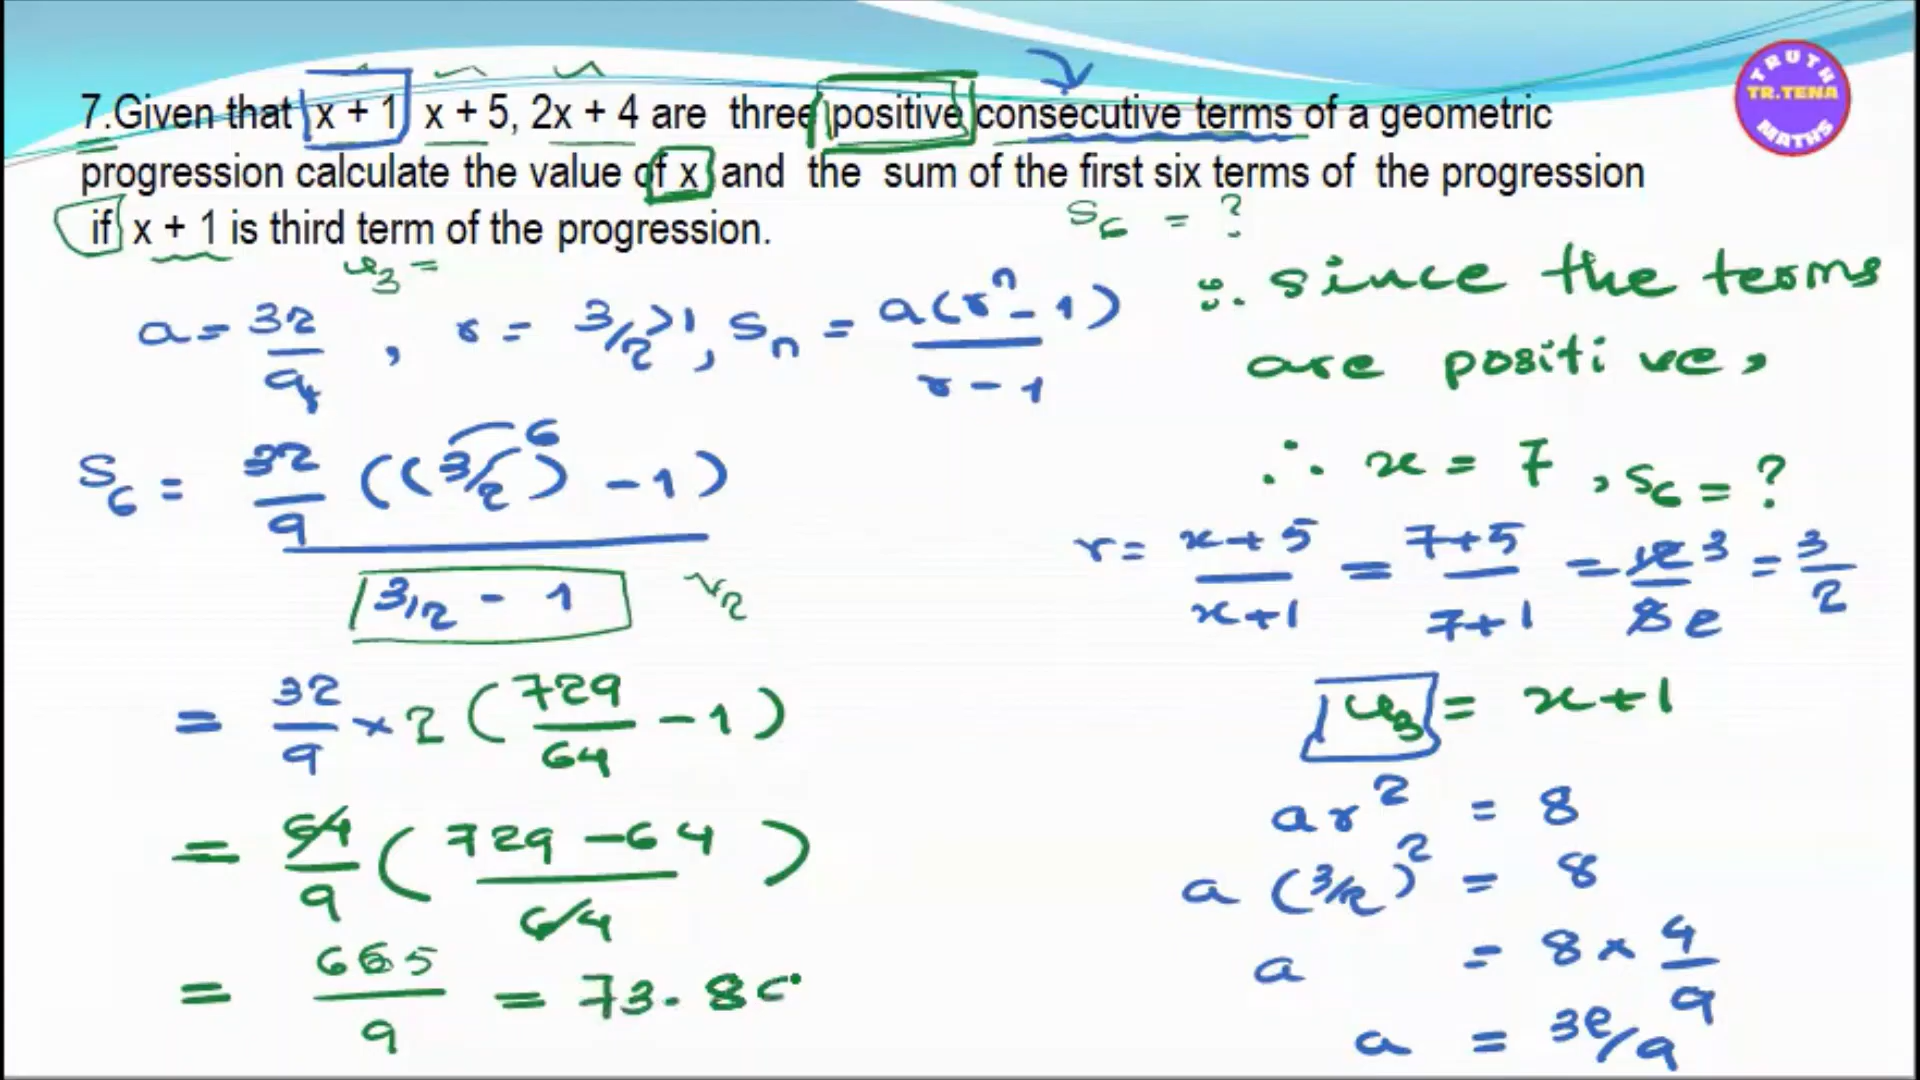 7.Given that x + 1 x + 5, 2x + 4 are three positive consecutive terms of a geometric
progression calculate the value of x and the sum of the first six terms of the progression
if x + 1 is third term of the progression.
TRUTH
TR.TENA
MATHS
S6 = ?
u3 =
a = 32/9, r = 3/2 >1, Sn = a(r^n - 1)/r - 1
S6 = 32/9 ((3/2)^6 - 1)
3/2 - 1
= 32/9 × 2 (729/64 - 1)
= 64/9 (729 - 64/64)
= 665/9 = 73.8
since the terms
are positive,
∴ x = 7, S6 = ?
r = x+5/x+1 = 7+5/7+1 = 12 3/8 2 = 3/2
u3 = x+1
ar^2 = 8
a (3/2)^2 = 8
a = 8 × 4/9
a = 32/9